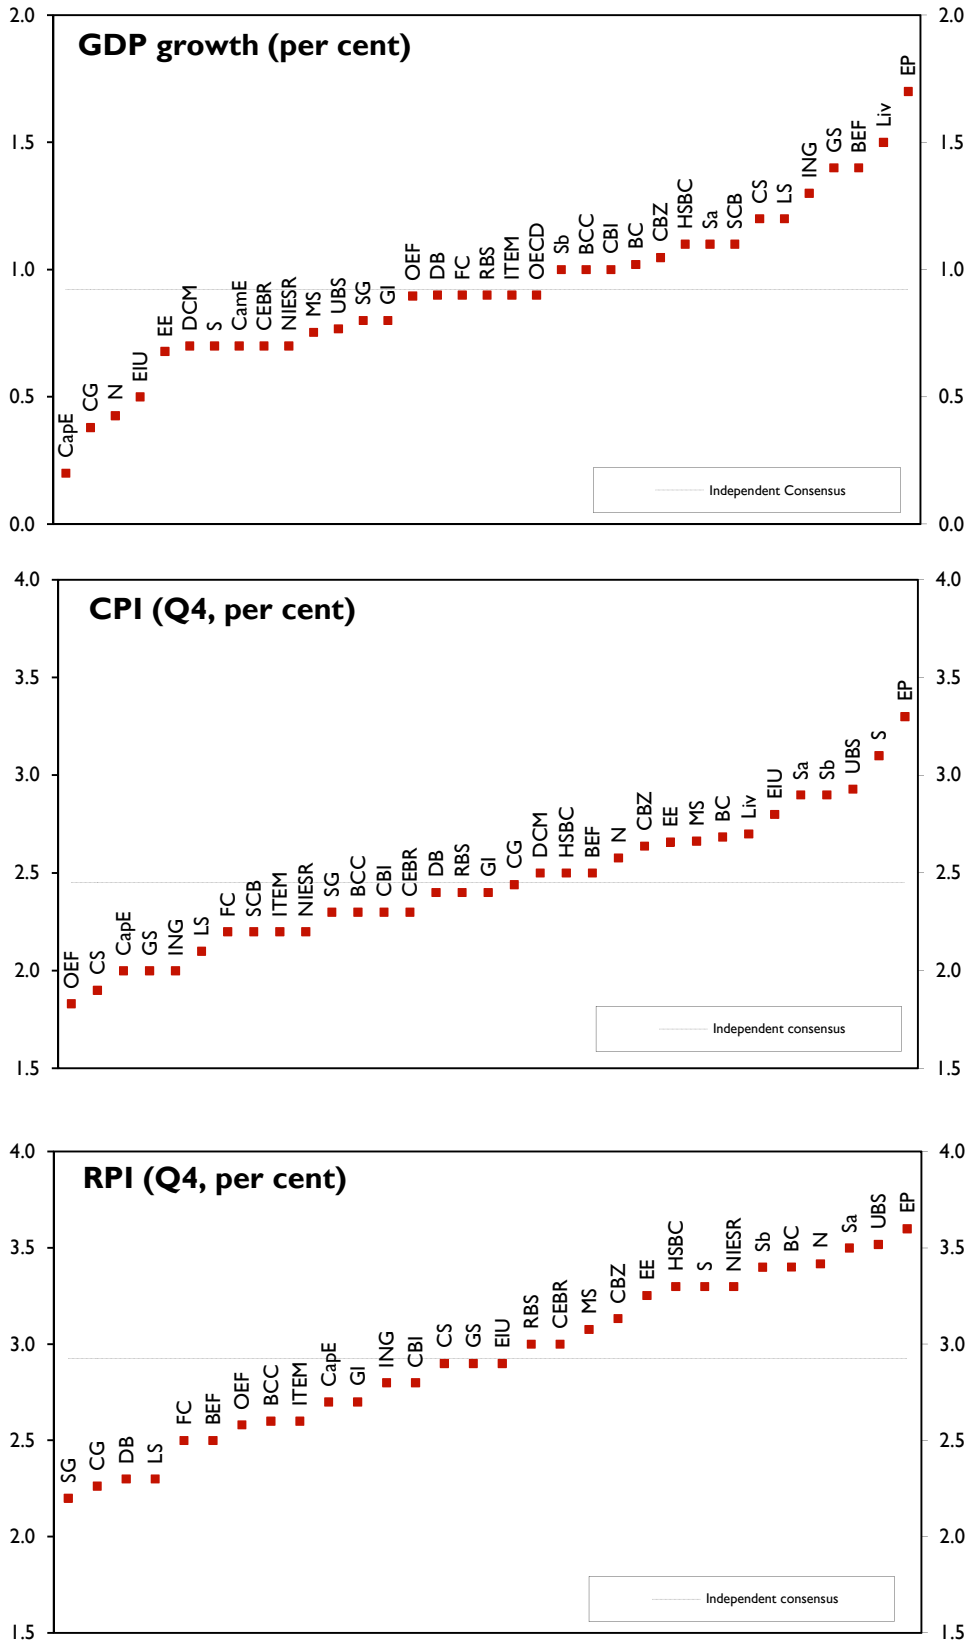 GDP growth (per cent)
2.0 2.0
1.5 1.5
1.0 1.0
0.5 0.5
0.0 0.0
CapE CG N EIU EE DCM S CamE CEBR NIESR MS UBS SG GI OEF DB FC RBS ITEM OECD Sb BCC CBI BC CBZ HSBC Sa SCB CS LS ING GS BEF Liv EP
Independent Consensus
CPI (Q4, per cent)
4.0 4.0
3.5 3.5
3.0 3.0
2.5 2.5
2.0 2.0
1.5 1.5
OEF CS CapE GS ING LS FC SCB ITEM NIESR SG BCC CBI CEBR DB RBS GI CG DCM HSBC BEF N CBZ EE MS BC Liv EIU Sa Sb UBS S EP
Independent consensus
RPI (Q4, per cent)
4.0 4.0
3.5 3.5
3.0 3.0
2.5 2.5
2.0 2.0
1.5 1.5
SG CG DB LS FC BEF OEF BCC ITEM CapE GI ING CBI CS GS EIU RBS CEBR MS CBZ EE HSBC S NIESR Sb BC N Sa UBS EP
Independent consensus